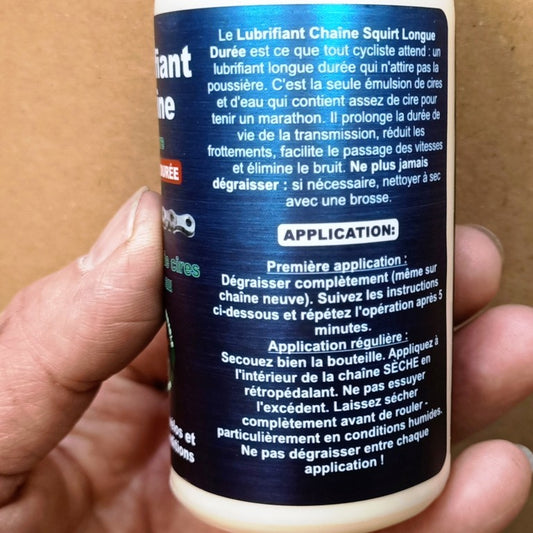 Le Lubrifiant Chaîne Squirt Longue
Durée est ce que tout cycliste attend : un
lubrifiant longue durée qui n'attire pas la
poussière. C'est la seule émulsion de cires
et d'eau qui contient assez de cire pour
tenir un marathon. Il prolonge la durée de
vie de la transmission, réduit les
frottements, facilite le passage des vitesses
et élimine le bruit. Ne plus jamais
dégraisser : si nécessaire, nettoyer à sec
avec une brosse.
APPLICATION:
Première application :
Dégraisser complètement (même sur
chaîne neuve). Suivez les instructions
ci-dessous et répétez l'opération après 5
minutes.
Application régulière :
Secouez bien la bouteille. Appliquez à
l'intérieur de la chaîne SÈCHE en
rétropédalant. Ne pas essuyer
l'excédent. Laissez sécher
complètement avant de rouler -
particulièrement en conditions humides.
Ne pas dégraisser entre chaque
application !
cires
et